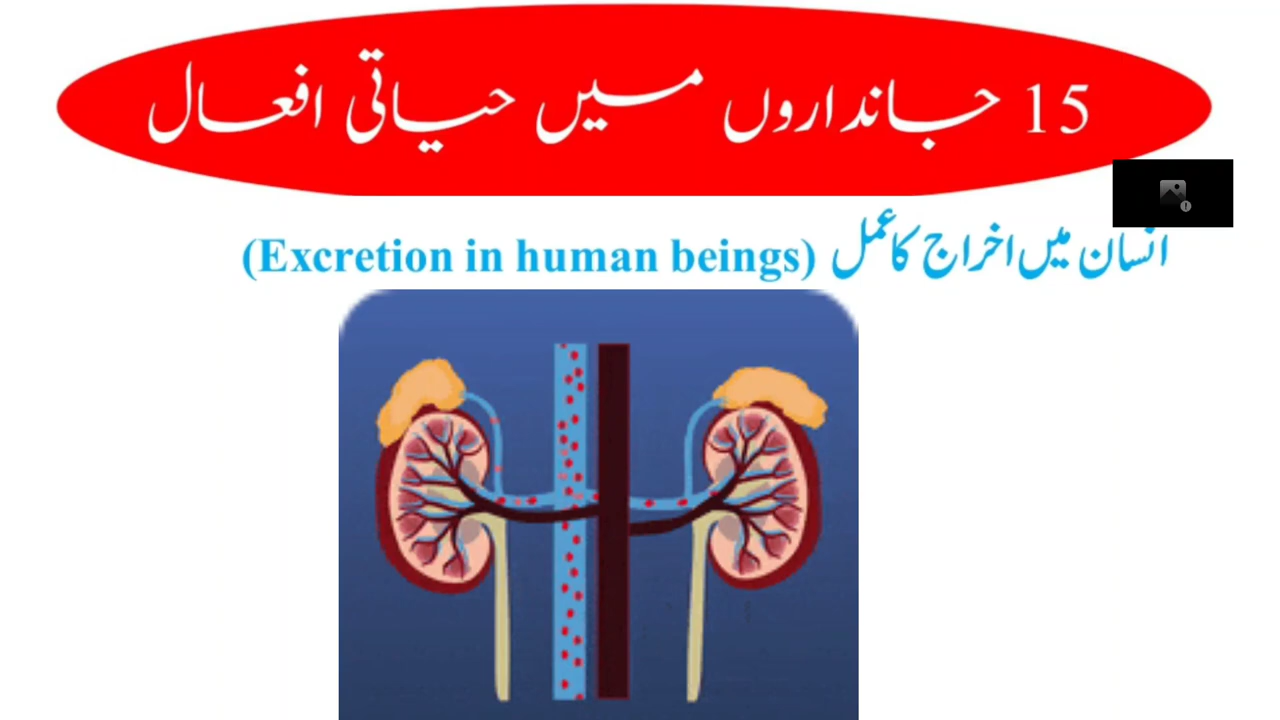 15 جانداروں میں حیاتی افعال
انسان میں اخراج کا عمل (Excretion in human beings)